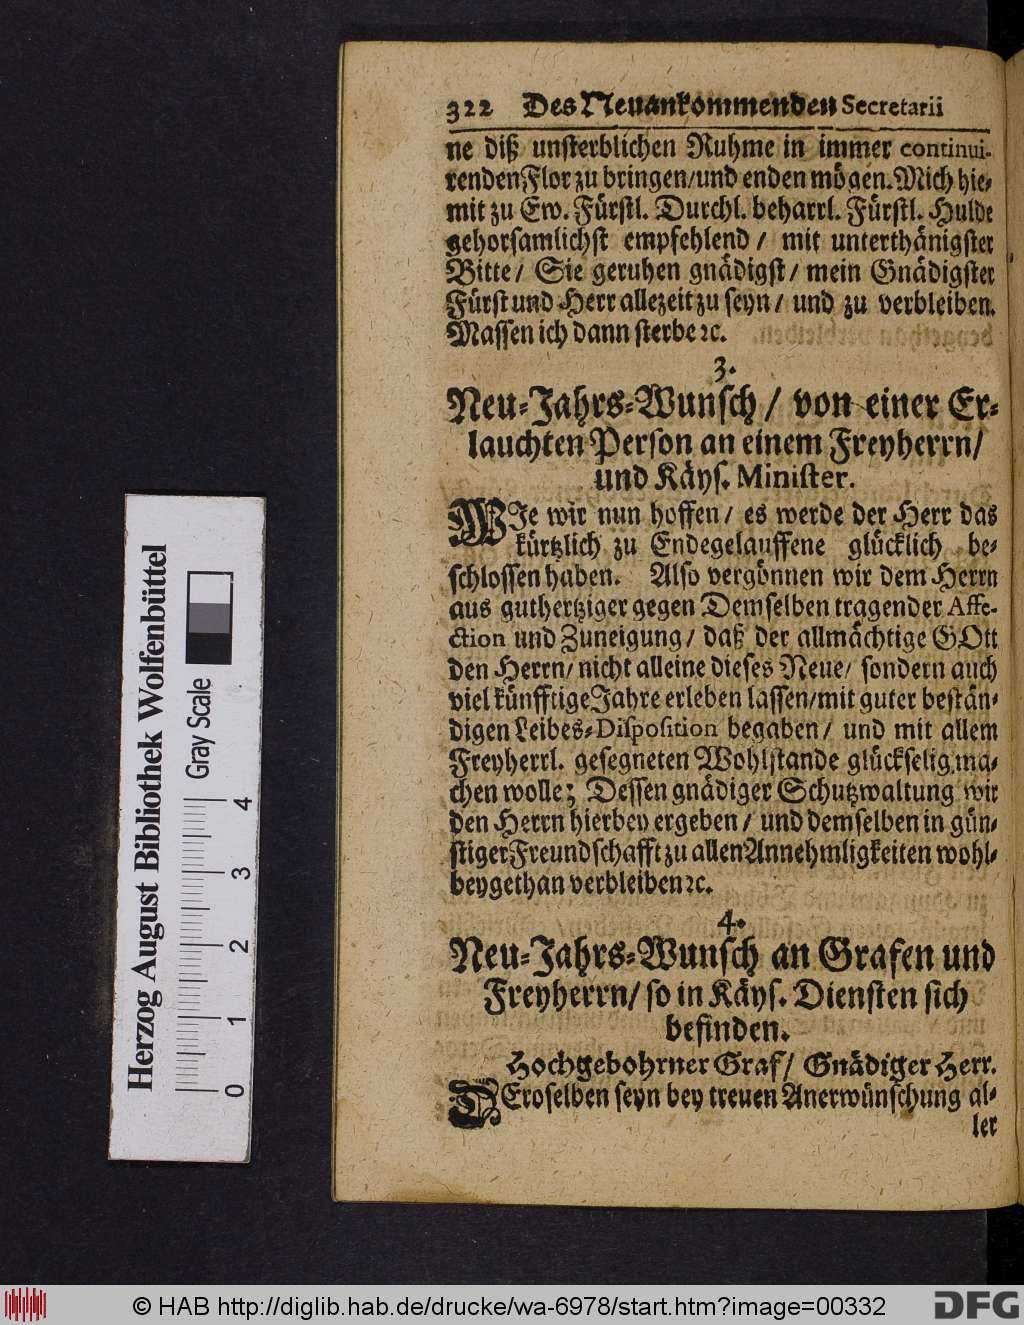 322 Des Neuankommenden Secretarii
ne diß unsterblichen Ruhme in immer continui-
renden Flor zu bringen/und enden mögen. Mich hie-
mit zu Ew. Fürstl. Durchl. beharrl. Fürstl. Hulde
gehorsamlichst empfehlend / mit unterthänigster
Bitte / Sie geruhen gnädigst / mein Gnädigster
Fürst und Herr allezeit zu seyn / und zu verbleiben.
Massen ich dann sterbe ꝛc.
3.
Neu-Jahrs-Wunsch / von einer Er-
lauchten Person an einem Freyherrn/
und Käys. Minister.
WIe wir nun hoffen / es werde der Herr das
kürtzlich zu Endegelauffene glücklich be-
schlossen haben. Also vergönnen wir dem Herrn
aus guthertziger gegen Demselben tragender Affe-
ction und Zuneigung / daß der allmächtige GOtt
den Herrn/ nicht alleine dieses Neue/ sondern auch
viel künfftige Jahre erleben lassen/mit guter bestän-
digen Leibes-Disposition begaben / und mit allem
Freyherrl. gesegneten Wohlstande glückselig ma-
chen wolle; Dessen gnädiger Schutzwaltung wir
den Herrn hierbey ergeben / und demselben in gün-
stiger Freundschafft zu allen Annehmligkeiten wohl-
beygethan verbleiben ꝛc.
4.
Neu-Jahrs-Wunsch an Grafen und
Freyherrn/ so in Käys. Diensten sich
befinden.
Hochgebohrner Graf/ Gnädiger Herr.
DEroselben seyn bey treuen Anerwünschung al-
ler
Herzog August Bibliothek Wolfenbüttel
Gray Scale
0 1 2 3 4
© HAB http://diglib.hab.de/drucke/wa-6978/start.htm?image=00332
DFG